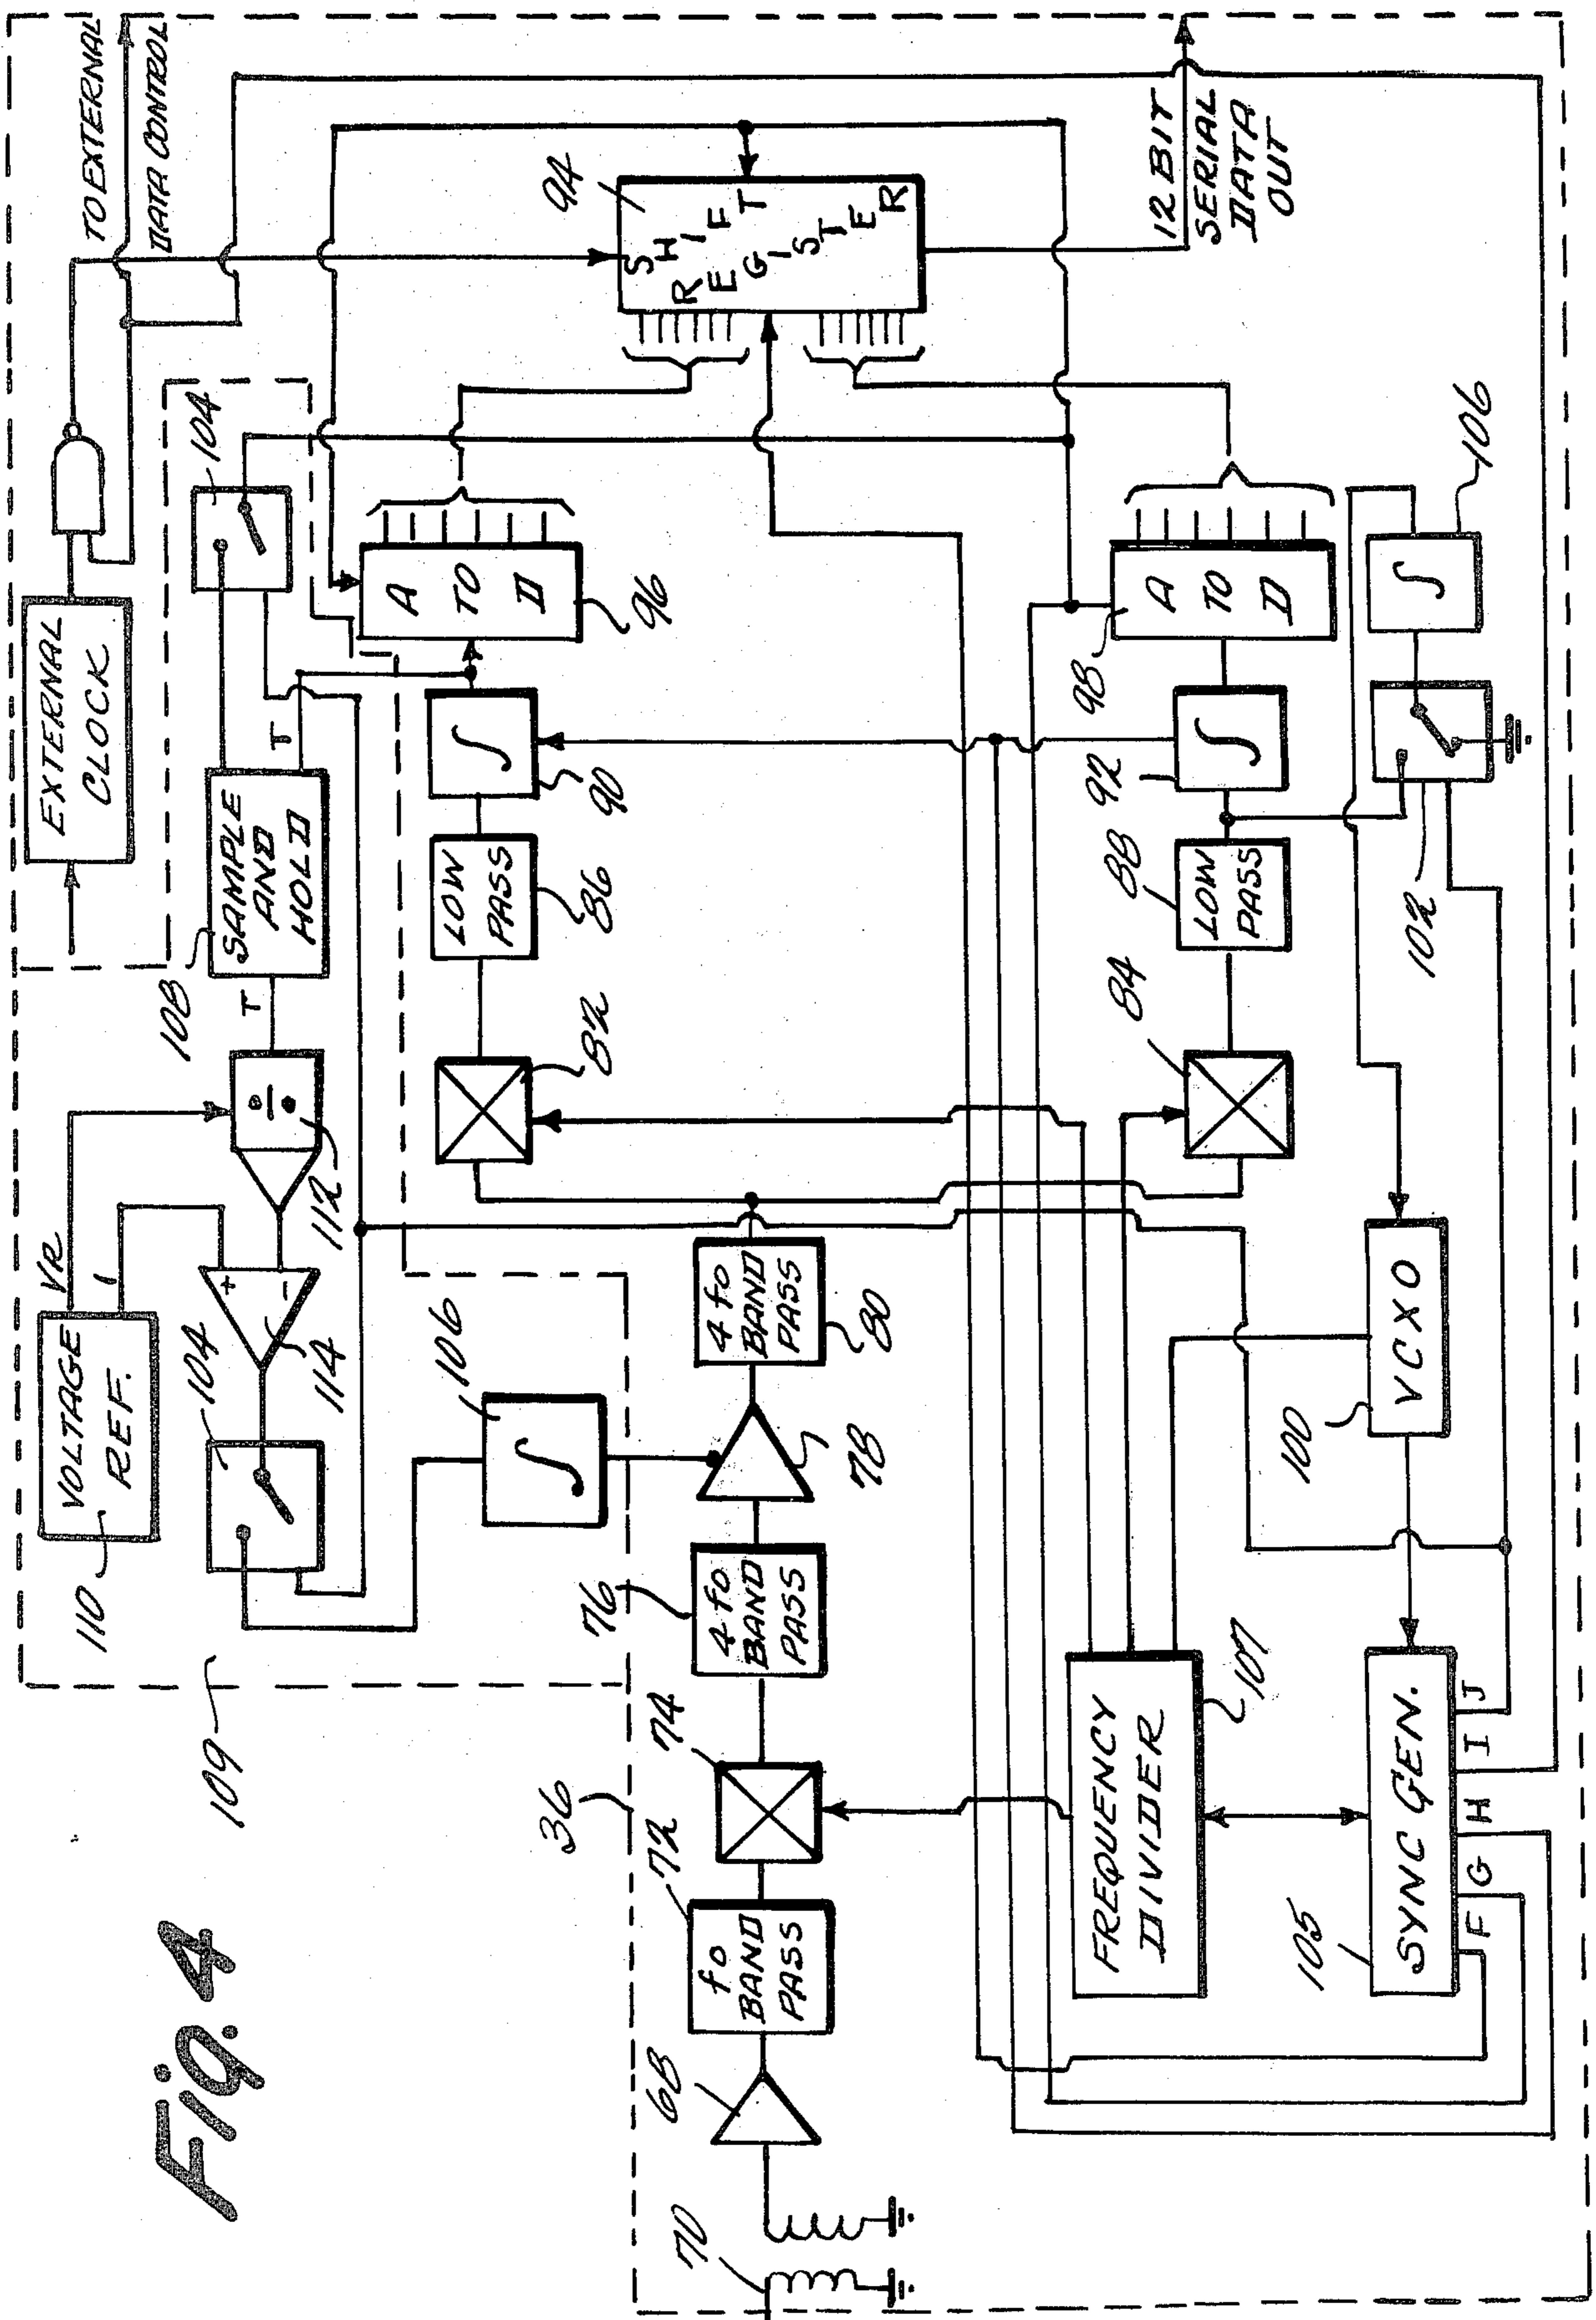 Fig. 4
TO EXTERNAL
DATA CONTROL
EXTERNAL
CLOCK
104
94
SHIFT
REGISTER
12 BIT
SERIAL
DATA
OUT
108
SAMPLE
AND
HOLD
T
T
A
TO
D
96
A
TO
D
98
106
∫
∫
90
∫
92
102
LOW
PASS
86
LOW
PASS
88
82
84
÷
112
VR
1
+
-
114
VOLTAGE
REF.
110
104
109
106
∫
4 fo
BAND
PASS
80
78
76
4 fo
BAND
PASS
74
36
72
fo
BAND
PASS
68
70
VCXO
100
FREQUENCY
DIVIDER
107
SYNC GEN.
105
F G H I J